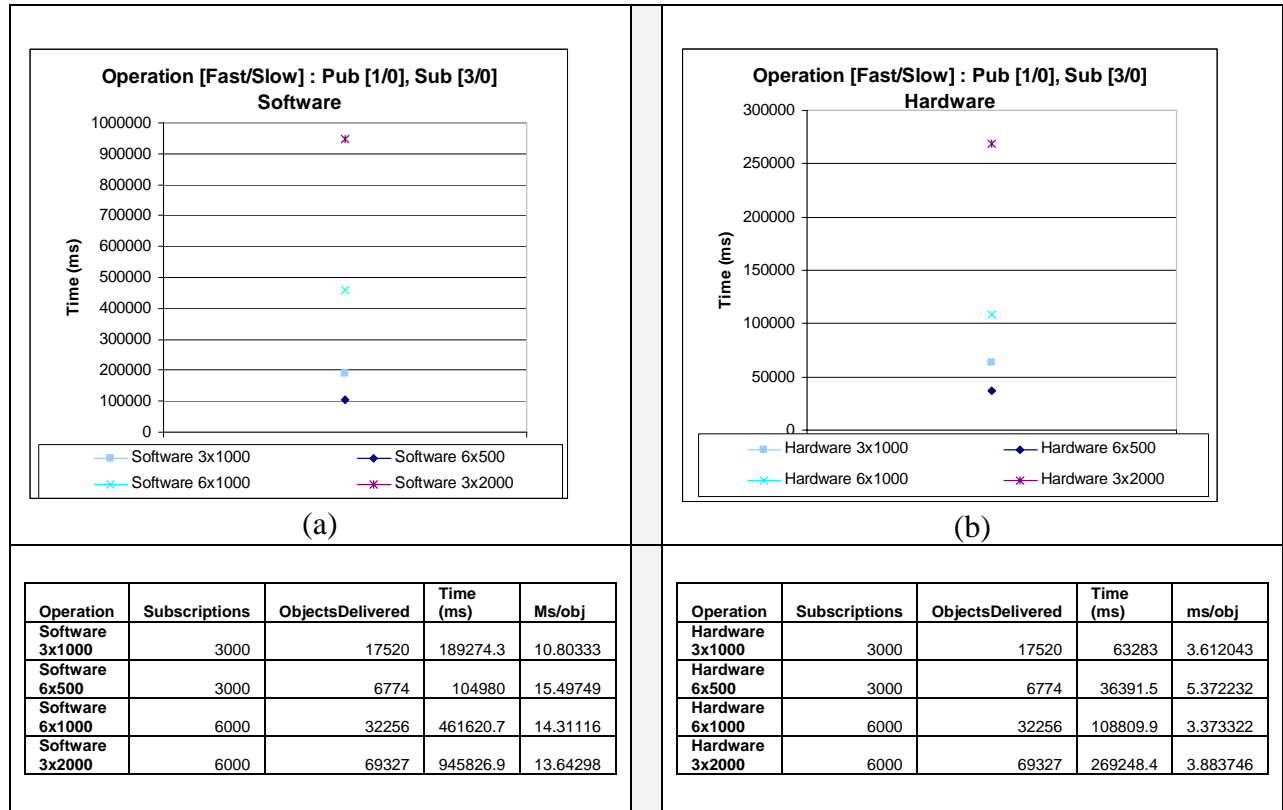 Operation [Fast/Slow] : Pub [1/0], Sub [3/0]
Software
1000000
900000
800000
700000
600000
500000
400000
300000
200000
100000
0
Time (ms)
Software 3x1000 Software 6x500
Software 6x1000 Software 3x2000
(a)
Operation [Fast/Slow] : Pub [1/0], Sub [3/0]
Hardware
300000
250000
200000
150000
100000
50000
0
Time (ms)
Hardware 3x1000 Hardware 6x500
Hardware 6x1000 Hardware 3x2000
(b)
Operation Subscriptions ObjectsDelivered Time (ms) Ms/obj
Software 3x1000 3000 17520 189274.3 10.80333
Software 6x500 3000 6774 104980 15.49749
Software 6x1000 6000 32256 461620.7 14.31116
Software 3x2000 6000 69327 945826.9 13.64298
Operation Subscriptions ObjectsDelivered Time (ms) ms/obj
Hardware 3x1000 3000 17520 63283 3.612043
Hardware 6x500 3000 6774 36391.5 5.372232
Hardware 6x1000 6000 32256 108809.9 3.373322
Hardware 3x2000 6000 69327 269248.4 3.883746